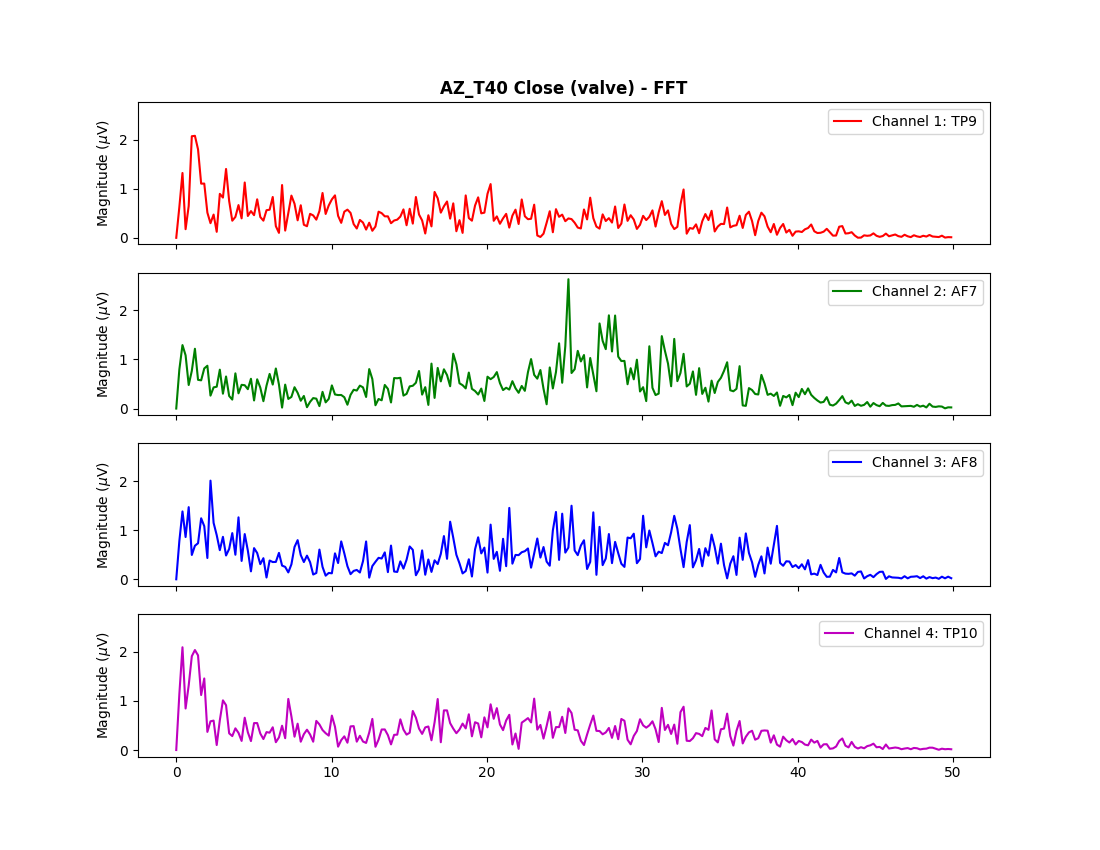 AZ_T40 Close (valve) - FFT
Magnitude (μV)
2
1
0
Channel 1: TP9
Magnitude (μV)
2
1
0
Channel 2: AF7
Magnitude (μV)
2
1
0
Channel 3: AF8
Magnitude (μV)
2
1
0
Channel 4: TP10
0 10 20 30 40 50